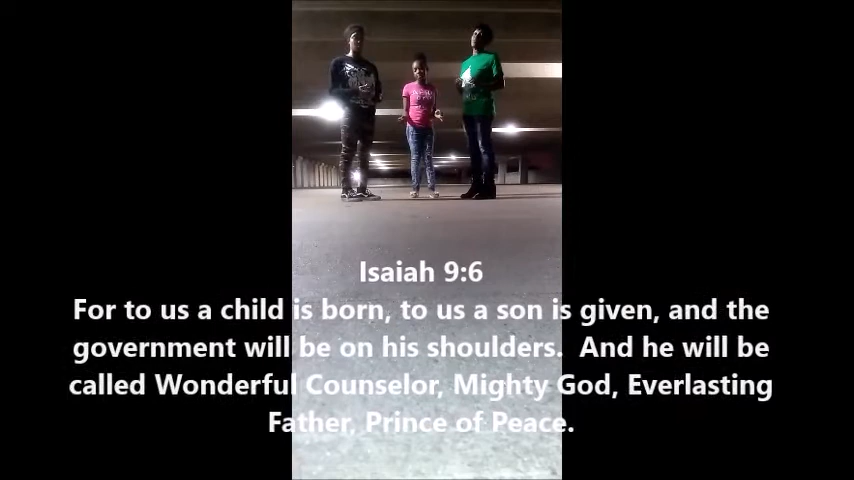 Isaiah 9:6
For to us a child is born, to us a son is given, and the
government will be on his shoulders.  And he will be
called Wonderful Counselor, Mighty God, Everlasting
Father, Prince of Peace.